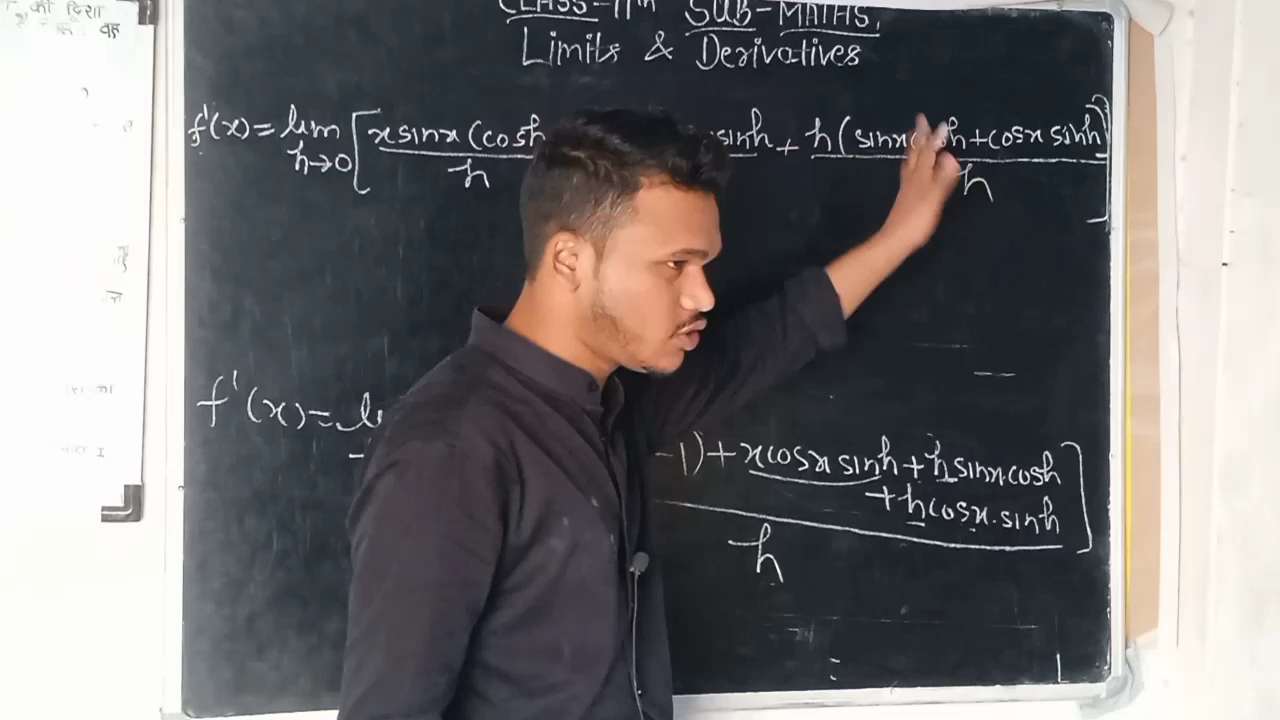 की दिशा
CLASS-11th SUB-MATHS,
Limits & Derivatives
f'(x) = lim h→0 [ x sinx (cosh sinh + h(sinx h + cosx sinh) ]
h h
f'(x) = li
-1) + x cosx sinh + h sinx.cosh
+ h cosx.sinh ]
h